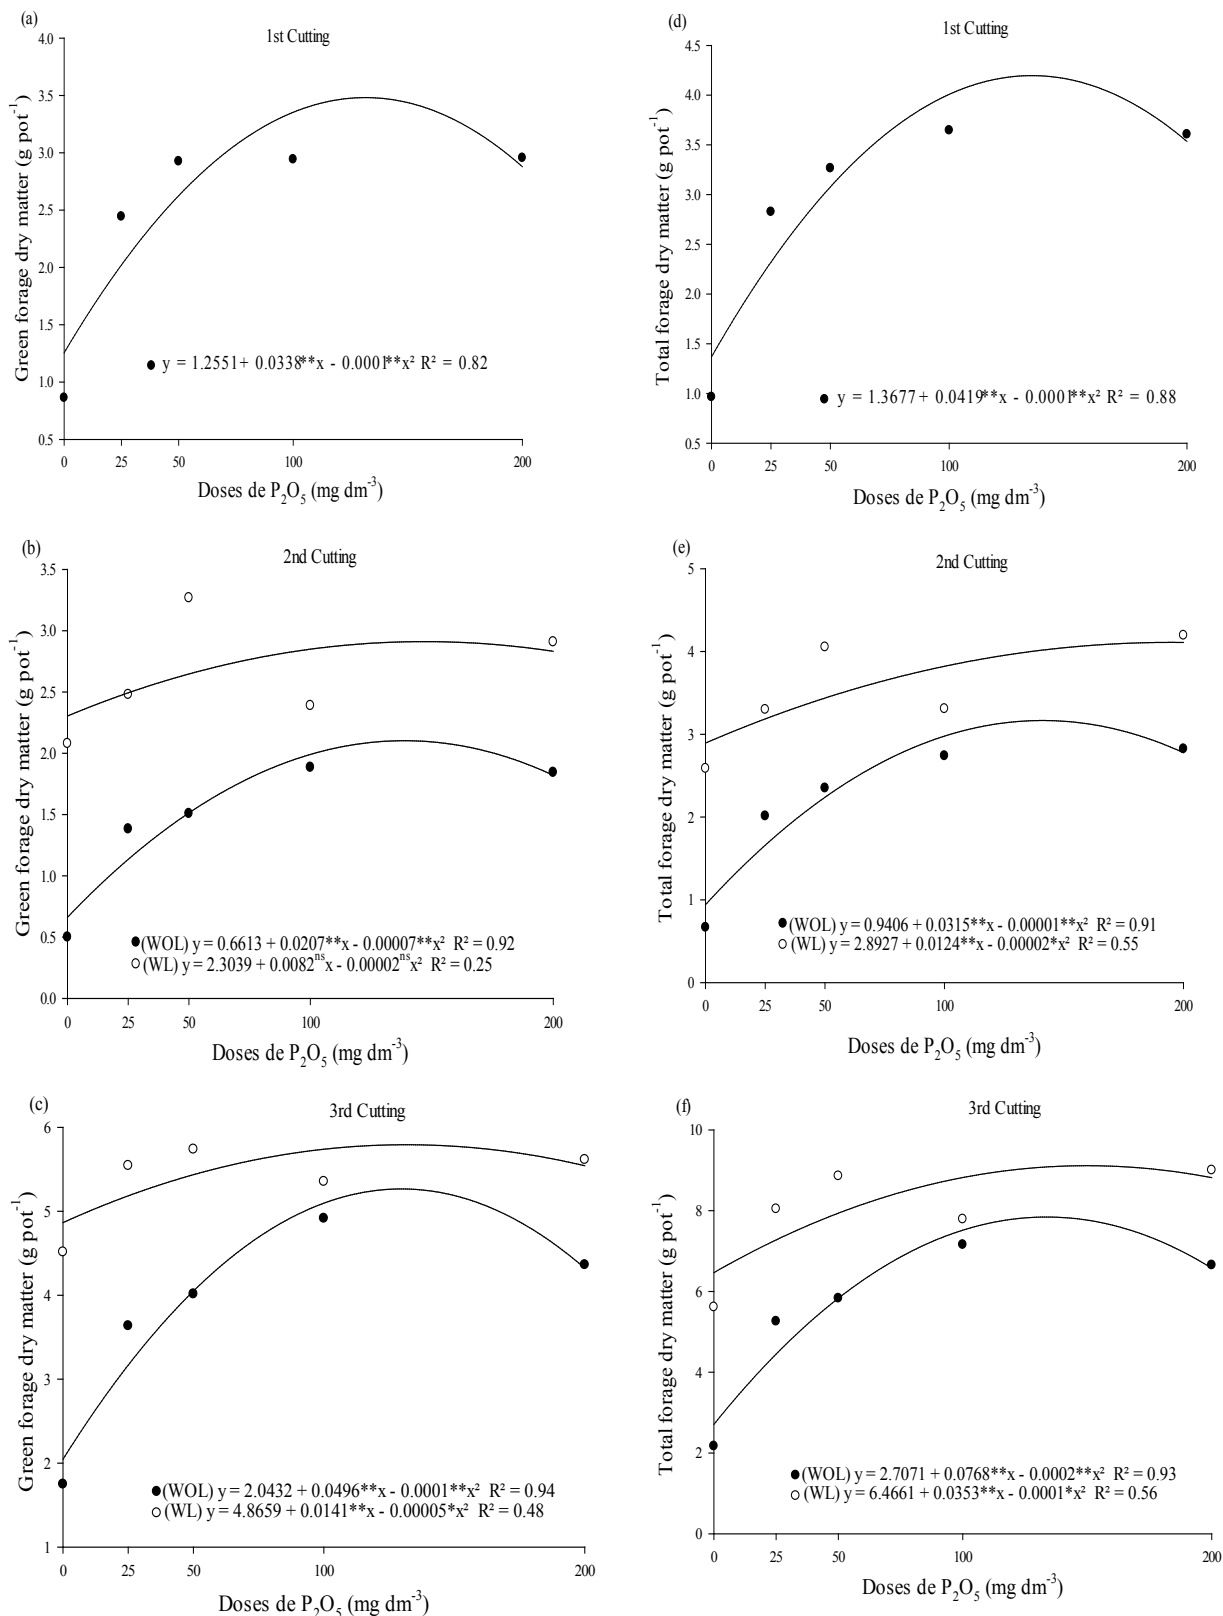 (a)
1st Cutting
Green forage dry matter (g pot⁻¹)
4.0
3.5
3.0
2.5
2.0
1.5
1.0
0.5
y = 1.2551+ 0.0338**x - 0.0001**x² R² = 0.82
0 25 50 100 200
Doses de P₂O₅ (mg dm⁻³)
(d)
1st Cutting
Total forage dry matter (g pot⁻¹)
4.5
4.0
3.5
3.0
2.5
2.0
1.5
1.0
0.5
y = 1.3677+ 0.0419**x - 0.0001**x² R² = 0.88
0 25 50 100 200
Doses de P₂O₅ (mg dm⁻³)
(b)
2nd Cutting
Green forage dry matter (g pot⁻¹)
3.5
3.0
2.5
2.0
1.5
1.0
0.5
0.0
(WOL) y = 0.6613 + 0.0207**x - 0.00007**x² R² = 0.92
(WL) y = 2.3039 + 0.0082ⁿˢx - 0.00002ⁿˢx² R² = 0.25
0 25 50 100 200
Doses de P₂O₅ (mg dm⁻³)
(e)
2nd Cutting
Total forage dry matter (g pot⁻¹)
5
4
3
2
1
0
(WOL) y = 0.9406 + 0.0315**x - 0.00001**x² R² = 0.91
(WL) y = 2.8927 + 0.0124**x - 0.00002*x² R² = 0.55
0 25 50 100 200
Doses de P₂O₅ (mg dm⁻³)
(c)
3rd Cutting
Green forage dry matter (g pot⁻¹)
6
5
4
3
2
1
(WOL) y = 2.0432 + 0.0496**x - 0.0001**x² R² = 0.94
(WL) y = 4.8659 + 0.0141**x - 0.00005*x² R² = 0.48
0 25 50 100 200
Doses de P₂O₅ (mg dm⁻³)
(f)
3rd Cutting
Total forage dry matter (g pot⁻¹)
10
8
6
4
2
0
(WOL) y = 2.7071 + 0.0768**x - 0.0002**x² R² = 0.93
(WL) y = 6.4661 + 0.0353**x - 0.0001*x² R² = 0.56
0 25 50 100 200
Doses de P₂O₅ (mg dm⁻³)